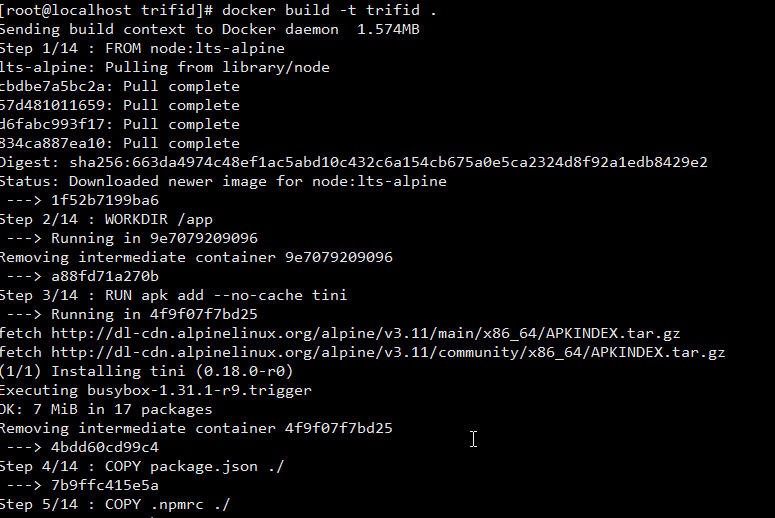 [root@localhost trifid]# docker build -t trifid .
Sending build context to Docker daemon  1.574MB
Step 1/14 : FROM node:lts-alpine
lts-alpine: Pulling from library/node
cbdbe7a5bc2a: Pull complete
57d481011659: Pull complete
d6fabc993f17: Pull complete
834ca887ea10: Pull complete
Digest: sha256:663da4974c48ef1ac5abd10c432c6a154cb675a0e5ca2324d8f92a1edb8429e2
Status: Downloaded newer image for node:lts-alpine
 ---> 1f52b7199ba6
Step 2/14 : WORKDIR /app
 ---> Running in 9e7079209096
Removing intermediate container 9e7079209096
 ---> a88fd71a270b
Step 3/14 : RUN apk add --no-cache tini
 ---> Running in 4f9f07f7bd25
fetch http://dl-cdn.alpinelinux.org/alpine/v3.11/main/x86_64/APKINDEX.tar.gz
fetch http://dl-cdn.alpinelinux.org/alpine/v3.11/community/x86_64/APKINDEX.tar.gz
(1/1) Installing tini (0.18.0-r0)
Executing busybox-1.31.1-r9.trigger
OK: 7 MiB in 17 packages
Removing intermediate container 4f9f07f7bd25
 ---> 4bdd60cd99c4
Step 4/14 : COPY package.json ./
 ---> 7b9ffc415e5a
Step 5/14 : COPY .npmrc ./